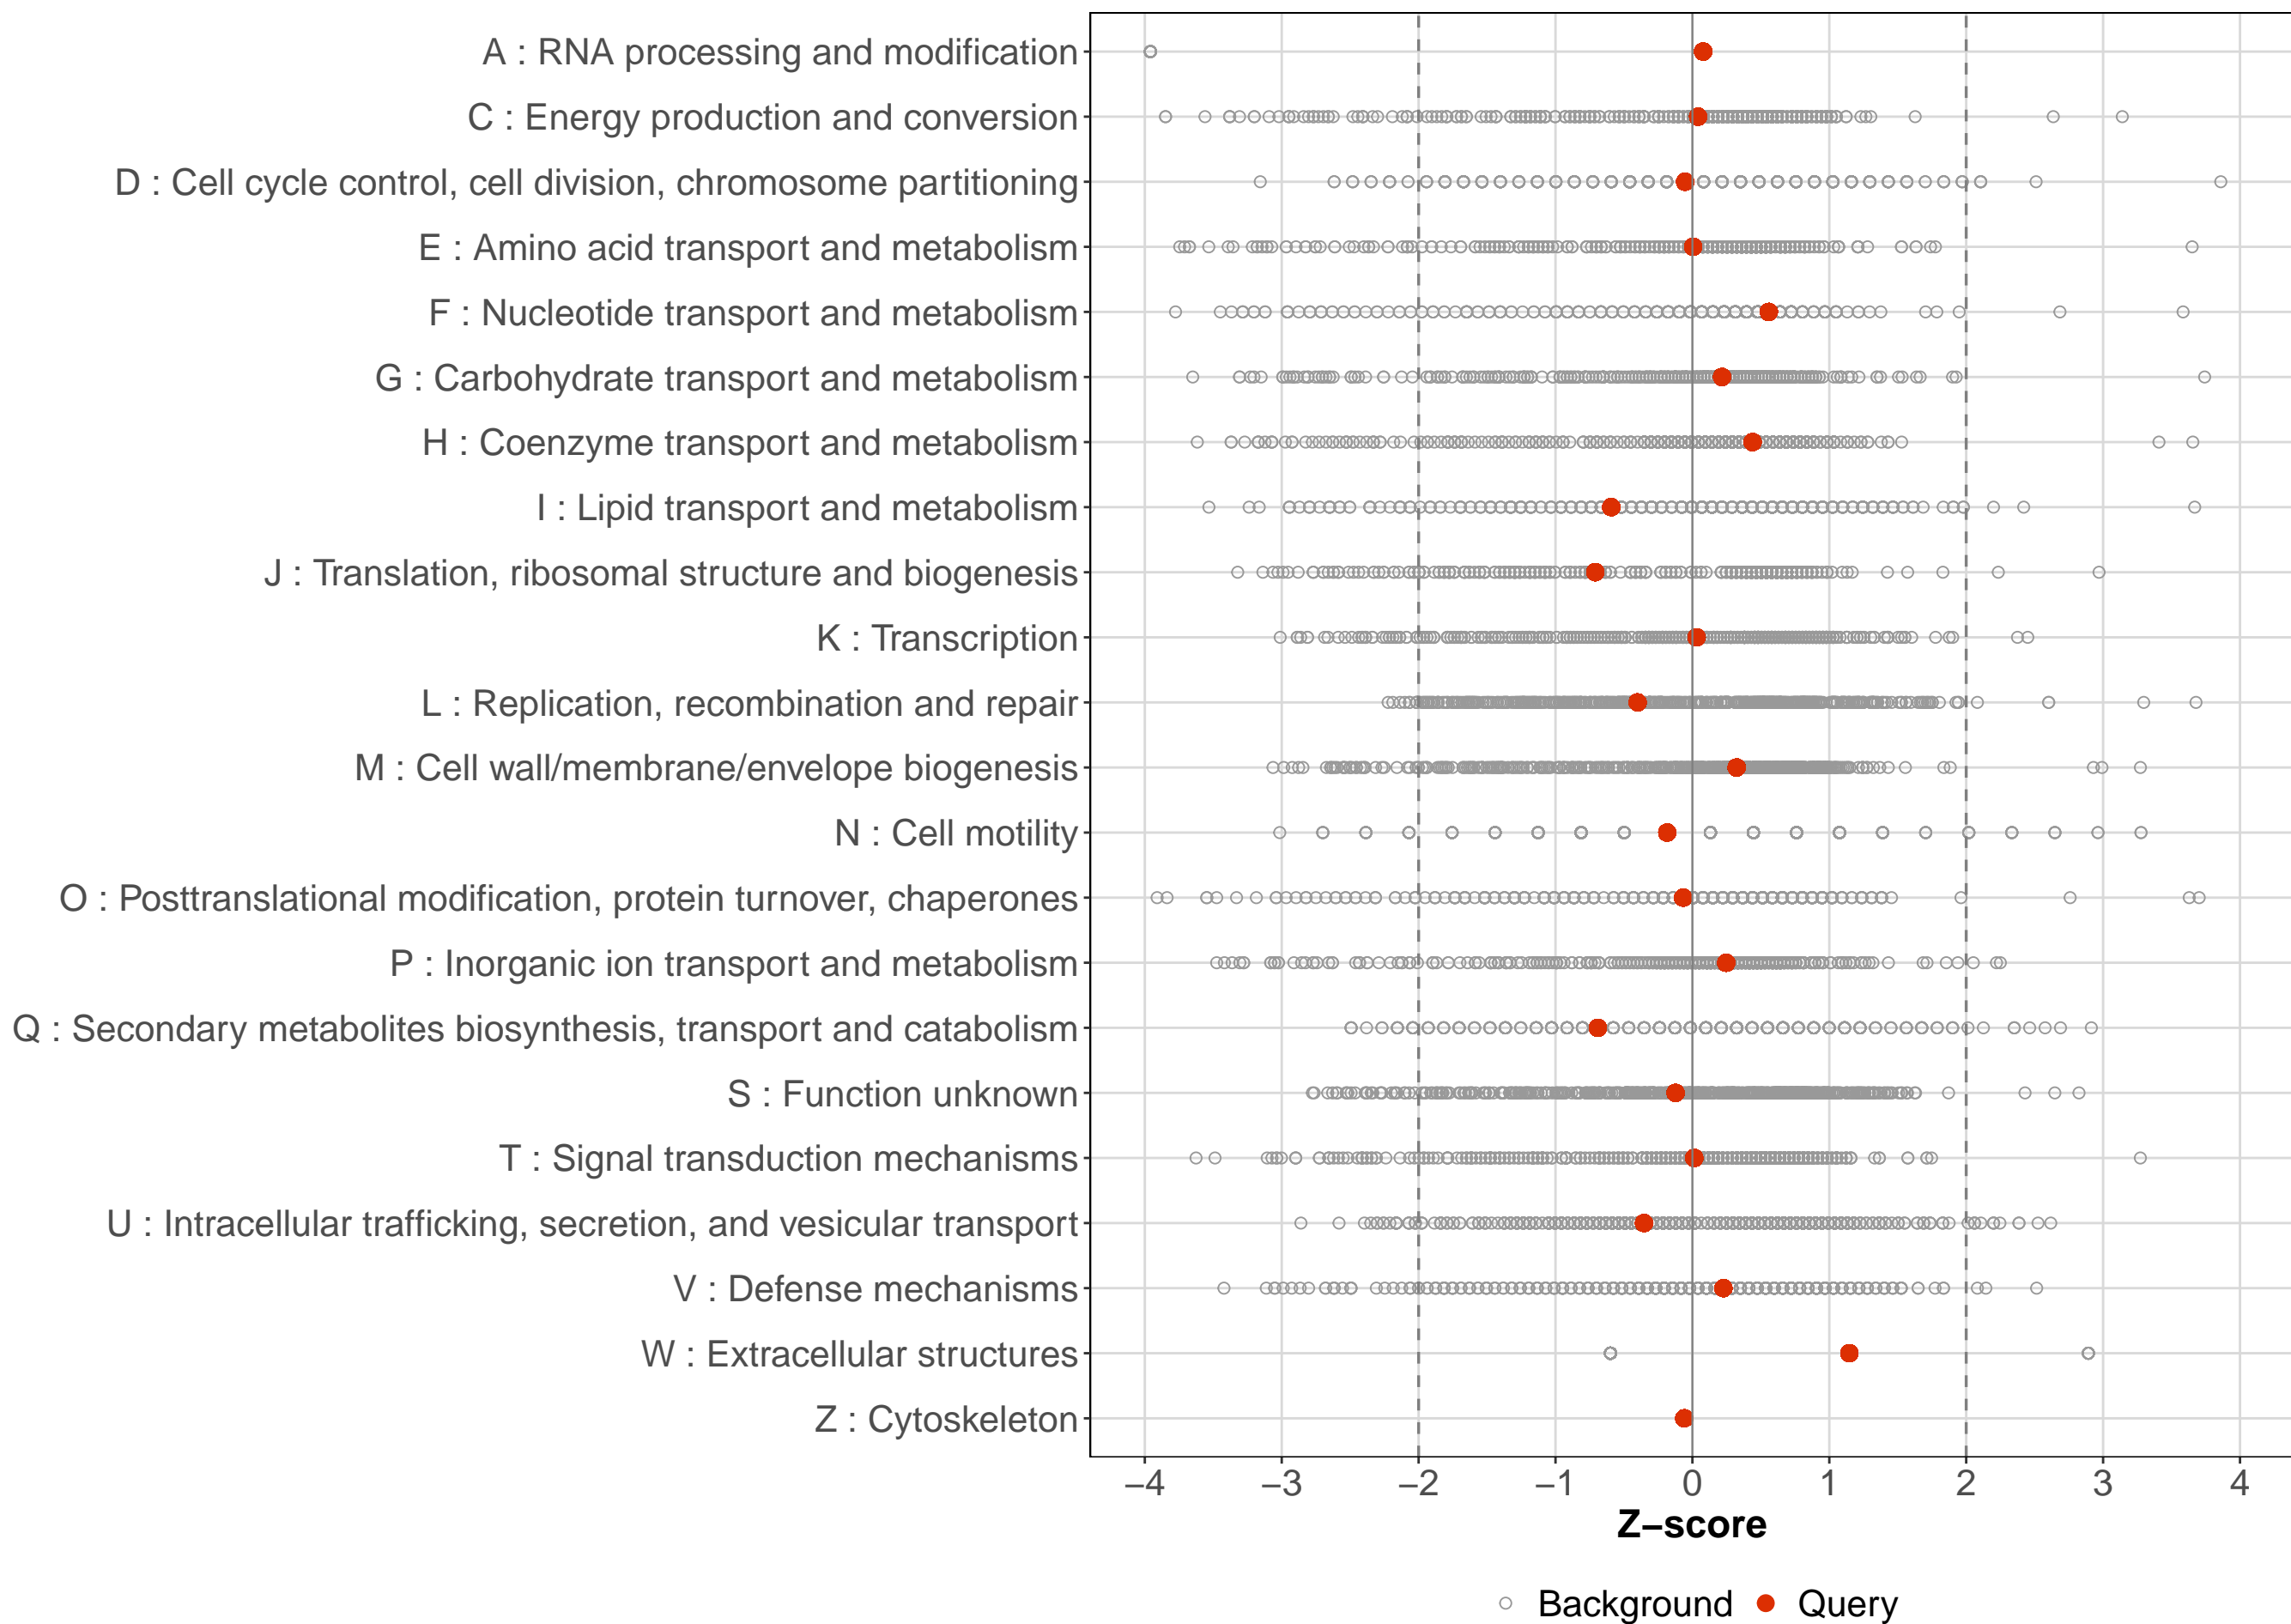 A : RNA processing and modification
C : Energy production and conversion
D : Cell cycle control, cell division, chromosome partitioning
E : Amino acid transport and metabolism
F : Nucleotide transport and metabolism
G : Carbohydrate transport and metabolism
H : Coenzyme transport and metabolism
I : Lipid transport and metabolism
J : Translation, ribosomal structure and biogenesis
K : Transcription
L : Replication, recombination and repair
M : Cell wall/membrane/envelope biogenesis
N : Cell motility
O : Posttranslational modification, protein turnover, chaperones
P : Inorganic ion transport and metabolism
Q : Secondary metabolites biosynthesis, transport and catabolism
S : Function unknown
T : Signal transduction mechanisms
U : Intracellular trafficking, secretion, and vesicular transport
V : Defense mechanisms
W : Extracellular structures
Z : Cytoskeleton
−4 −3 −2 −1 0 1 2 3 4
Z−score
Background Query